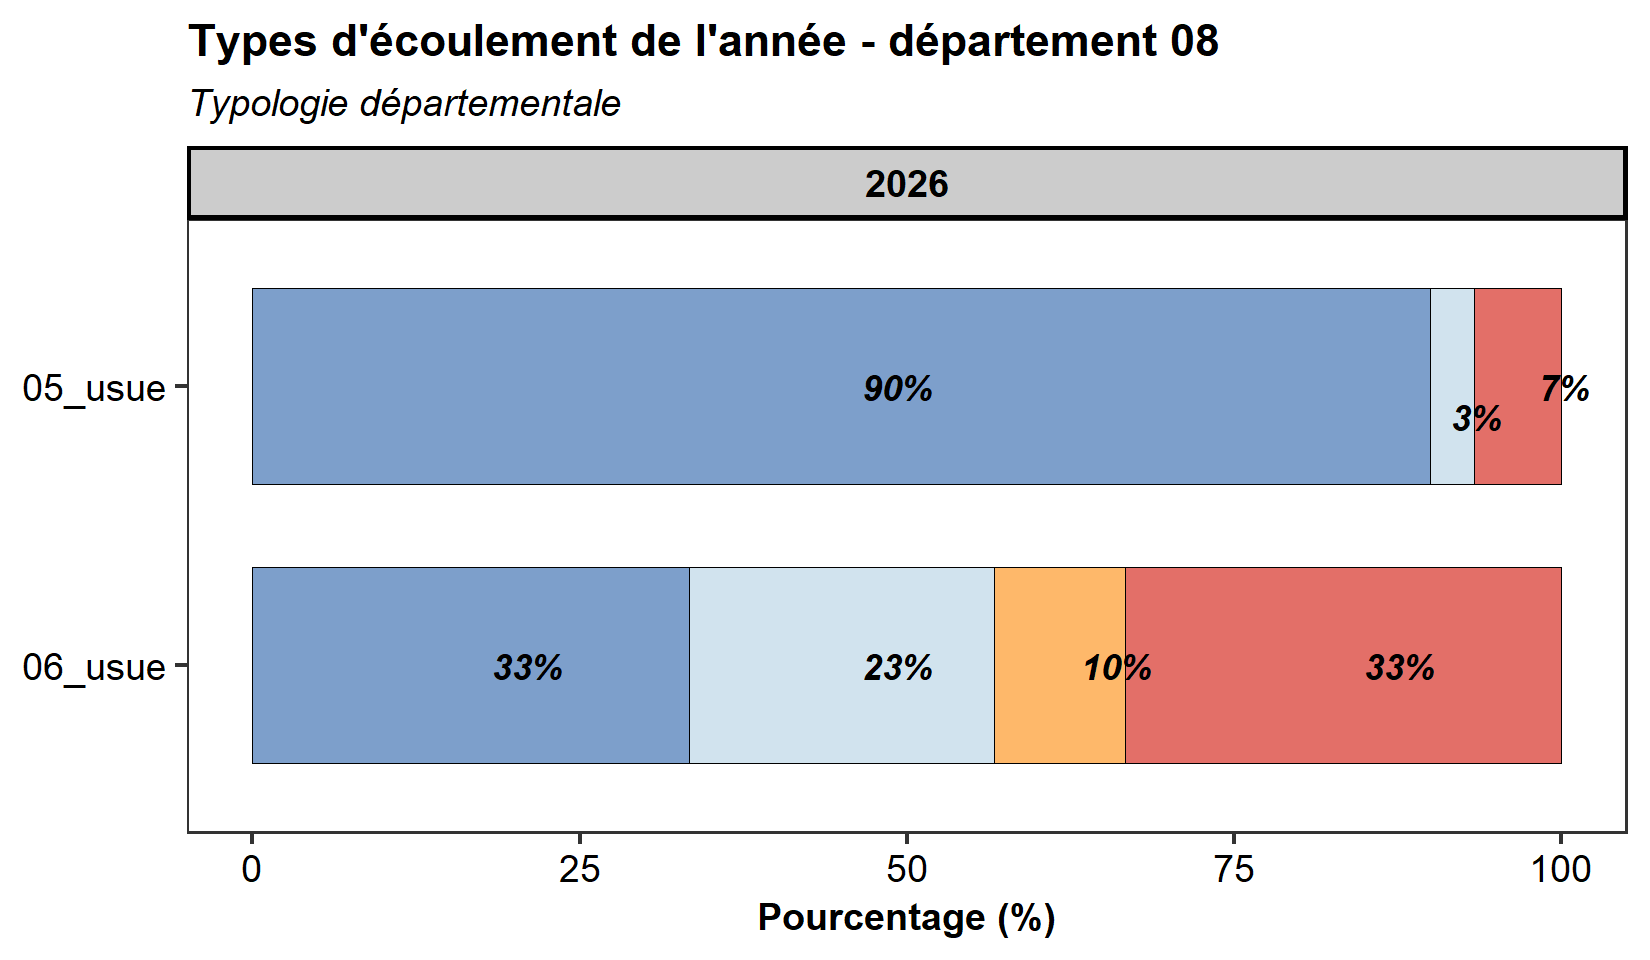 Types d'écoulement de l'année - département 08
Typologie départementale
2026
05_usue
90%
3%
7%
06_usue
33%
23%
10%
33%
0 25 50 75 100
Pourcentage (%)